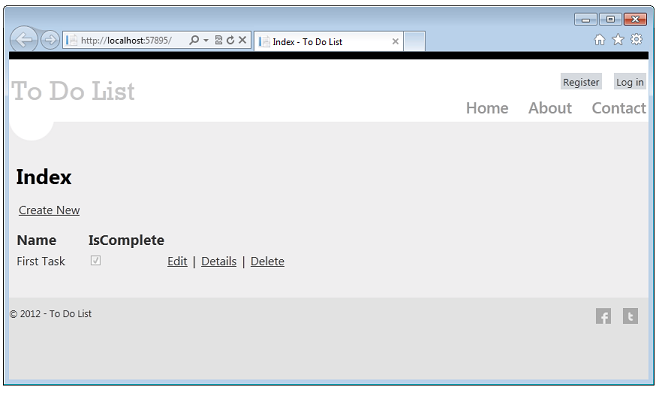 http://localhost:57895/
Index - To Do List
Register Log in
To Do List
Home About Contact
Index
Create New
Name IsComplete
First Task Edit | Details | Delete
© 2012 - To Do List
f t